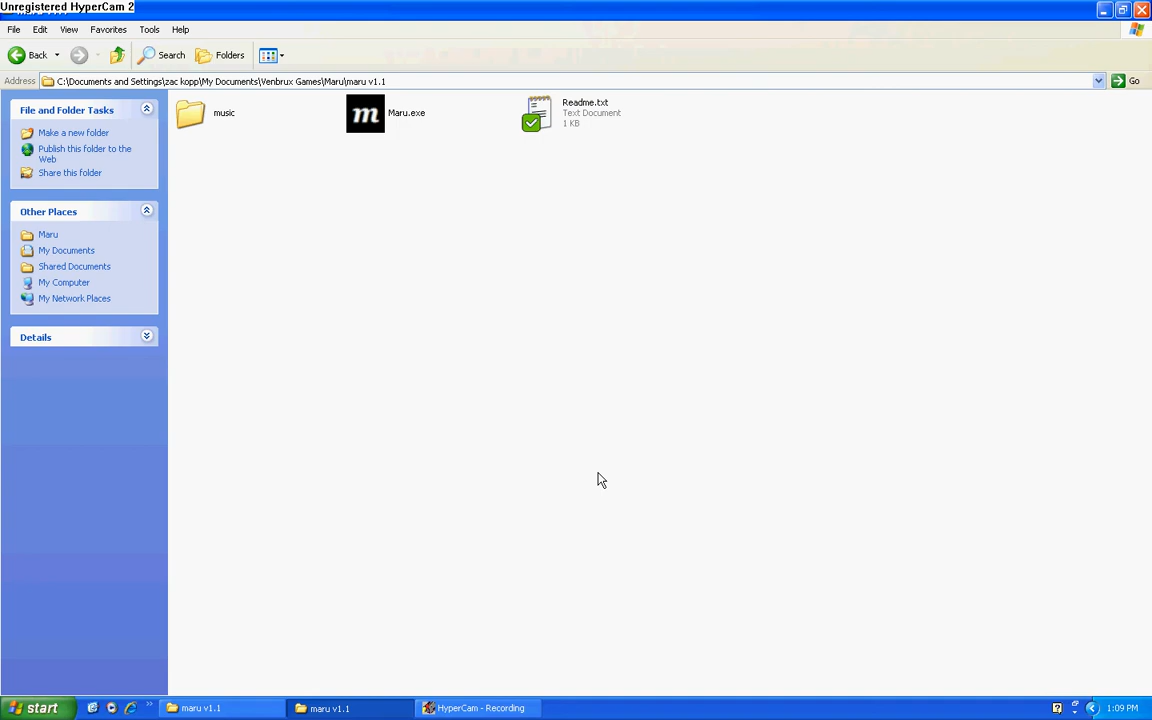 Unregistered HyperCam 2
File Edit View Favorites Tools Help
Back Search Folders
Address C:\Documents and Settings\zac kopp\My Documents\Venbrux Games\Maru\maru v1.1 Go
File and Folder Tasks
Make a new folder
Publish this folder to the
Web
Share this folder
Other Places
Maru
My Documents
Shared Documents
My Computer
My Network Places
Details
music
m
Maru.exe
Readme.txt
Text Document
1 KB
start maru v1.1 maru v1.1 HyperCam - Recording 1:09 PM